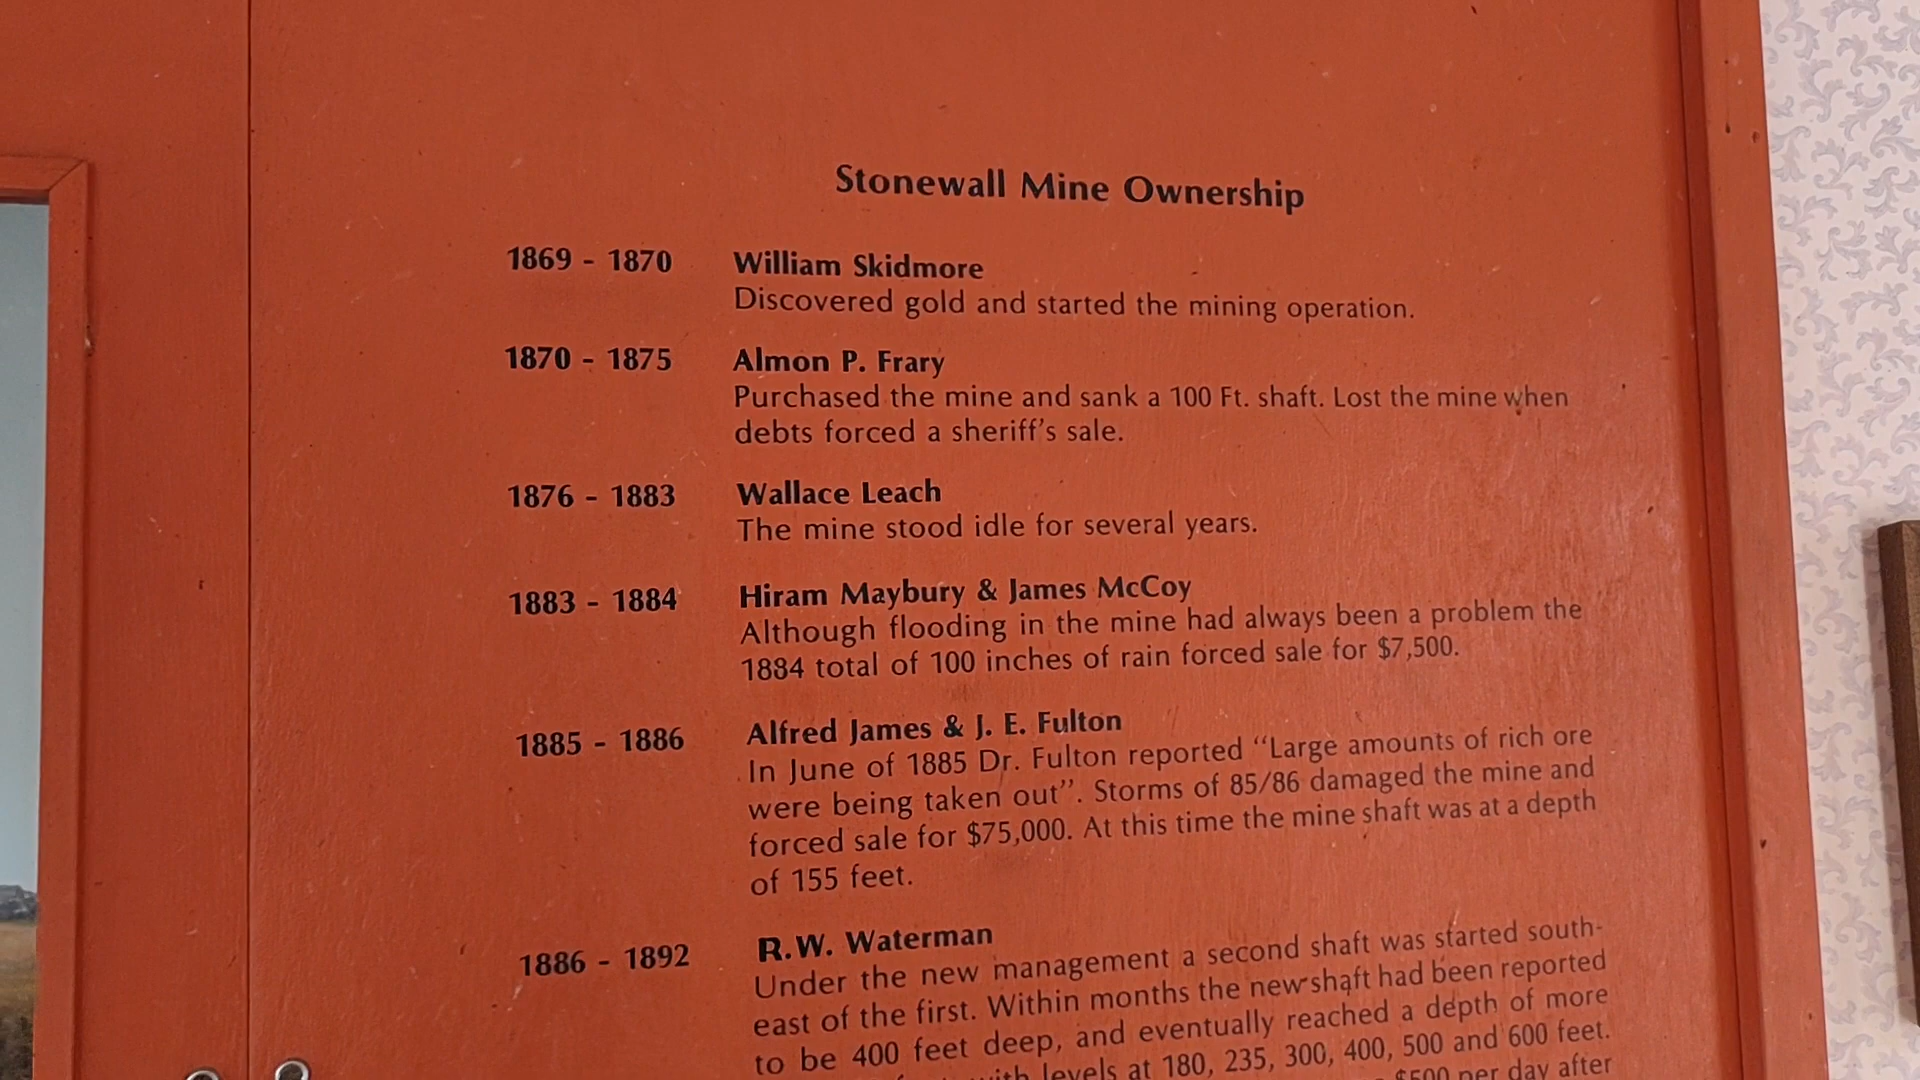 Stonewall Mine Ownership
1869 - 1870 William Skidmore
Discovered gold and started the mining operation.
1870 - 1875 Almon P. Frary
Purchased the mine and sank a 100 Ft. shaft. Lost the mine when
debts forced a sheriff's sale.
1876 - 1883 Wallace Leach
The mine stood idle for several years.
1883 - 1884 Hiram Maybury & James McCoy
Although flooding in the mine had always been a problem the
1884 total of 100 inches of rain forced sale for $7,500.
1885 - 1886 Alfred James & J. E. Fulton
In June of 1885 Dr. Fulton reported “Large amounts of rich ore
were being taken out”. Storms of 85/86 damaged the mine and
forced sale for $75,000. At this time the mine shaft was at a depth
of 155 feet.
1886 - 1892 R.W. Waterman
Under the new management a second shaft was started south-
east of the first. Within months the new shaft had been reported
to be 400 feet deep, and eventually reached a depth of more
with levels at 180, 235, 300, 400, 500 and 600 feet.
$500 per day after